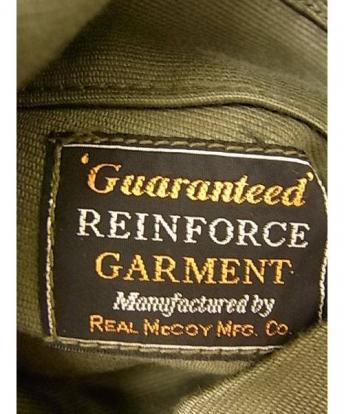 'Guaranteed'
REINFORCE
GARMENT
Manufactured by
REAL McCOY MFG. Co.